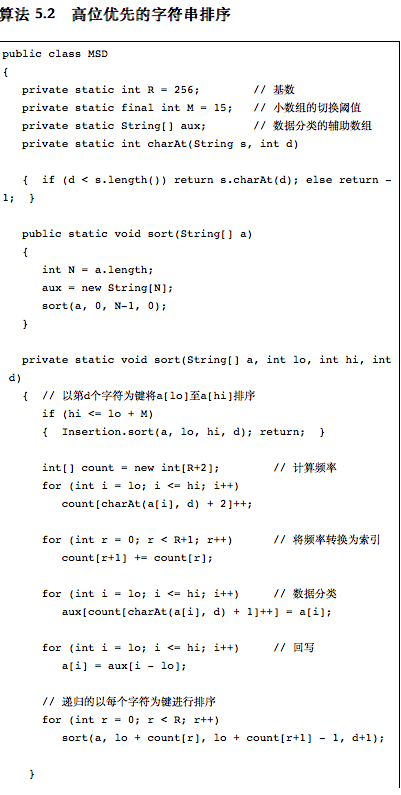 算法 5.2 高位优先的字符串排序
public class MSD
{
   private static int R = 256;        // 基数
   private static final int M = 15;   // 小数组的切换阈值
   private static String[] aux;       // 数据分类的辅助数组
   private static int charAt(String s, int d)
   {  if (d < s.length()) return s.charAt(d); else return -
1;  }
   public static void sort(String[] a)
   {
      int N = a.length;
      aux = new String[N];
      sort(a, 0, N-1, 0);
   }
   private static void sort(String[] a, int lo, int hi, int
 d)
   {  // 以第d个字符为键将a[lo]至a[hi]排序
      if (hi <= lo + M)
      {  Insertion.sort(a, lo, hi, d); return;  }
      int[] count = new int[R+2];        // 计算频率
      for (int i = lo; i <= hi; i++)
         count[charAt(a[i], d) + 2]++;
      for (int r = 0; r < R+1; r++)      // 将频率转换为索引
         count[r+1] += count[r];
      for (int i = lo; i <= hi; i++)     // 数据分类
         aux[count[charAt(a[i], d) + 1]++] = a[i];
      for (int i = lo; i <= hi; i++)     // 回写
         a[i] = aux[i - lo];
      // 递归的以每个字符为键进行排序
      for (int r = 0; r < R; r++)
         sort(a, lo + count[r], lo + count[r+1] - 1, d+1);
    }